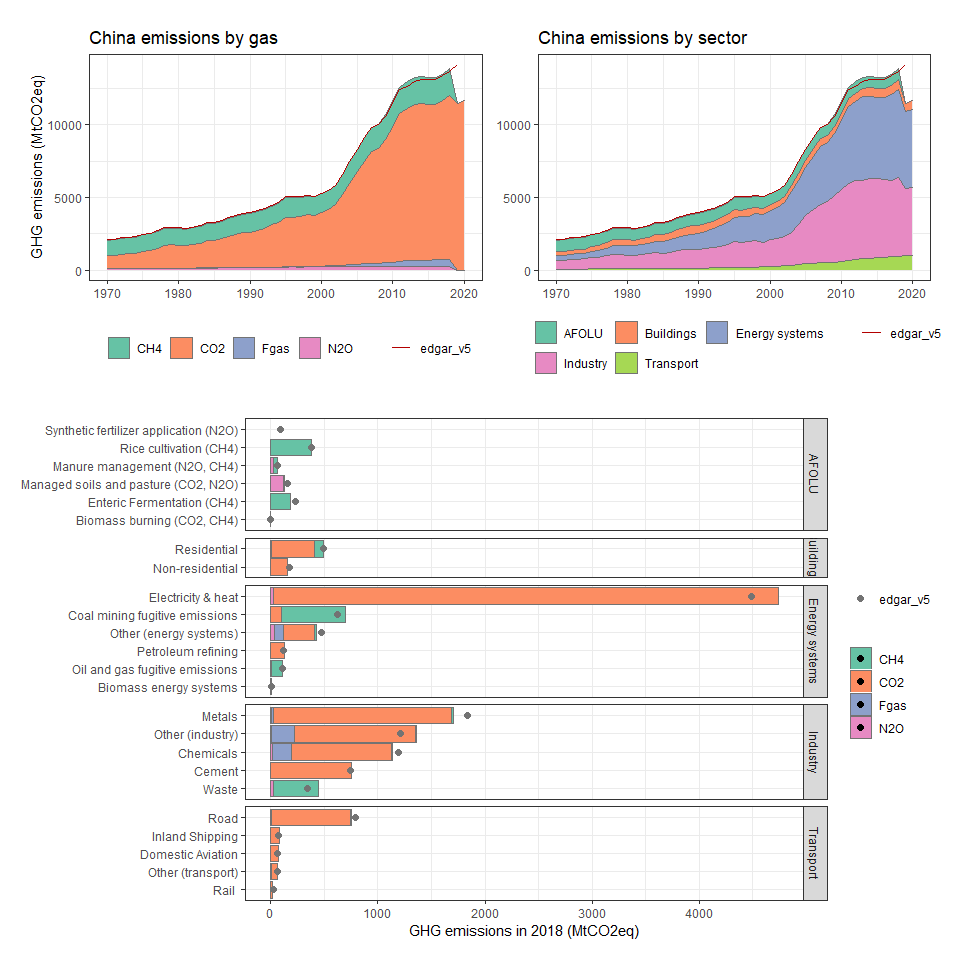 China emissions by gas
China emissions by sector
GHG emissions (MtCO2eq)
10000
5000
0
1970
1980
1990
2000
2010
2020
10000
5000
0
1970
1980
1990
2000
2010
2020
CH4
CO2
Fgas
N2O
edgar_v5
AFOLU
Buildings
Energy systems
edgar_v5
Industry
Transport
Synthetic fertilizer application (N2O)
Rice cultivation (CH4)
Manure management (N2O, CH4)
Managed soils and pasture (CO2, N2O)
Enteric Fermentation (CH4)
Biomass burning (CO2, CH4)
AFOLU
Residential
Non-residential
uilding
Electricity & heat
Coal mining fugitive emissions
Other (energy systems)
Petroleum refining
Oil and gas fugitive emissions
Biomass energy systems
Energy systems
Metals
Other (industry)
Chemicals
Cement
Waste
Industry
Road
Inland Shipping
Domestic Aviation
Other (transport)
Rail
Transport
0
1000
2000
3000
4000
GHG emissions in 2018 (MtCO2eq)
edgar_v5
CH4
CO2
Fgas
N2O